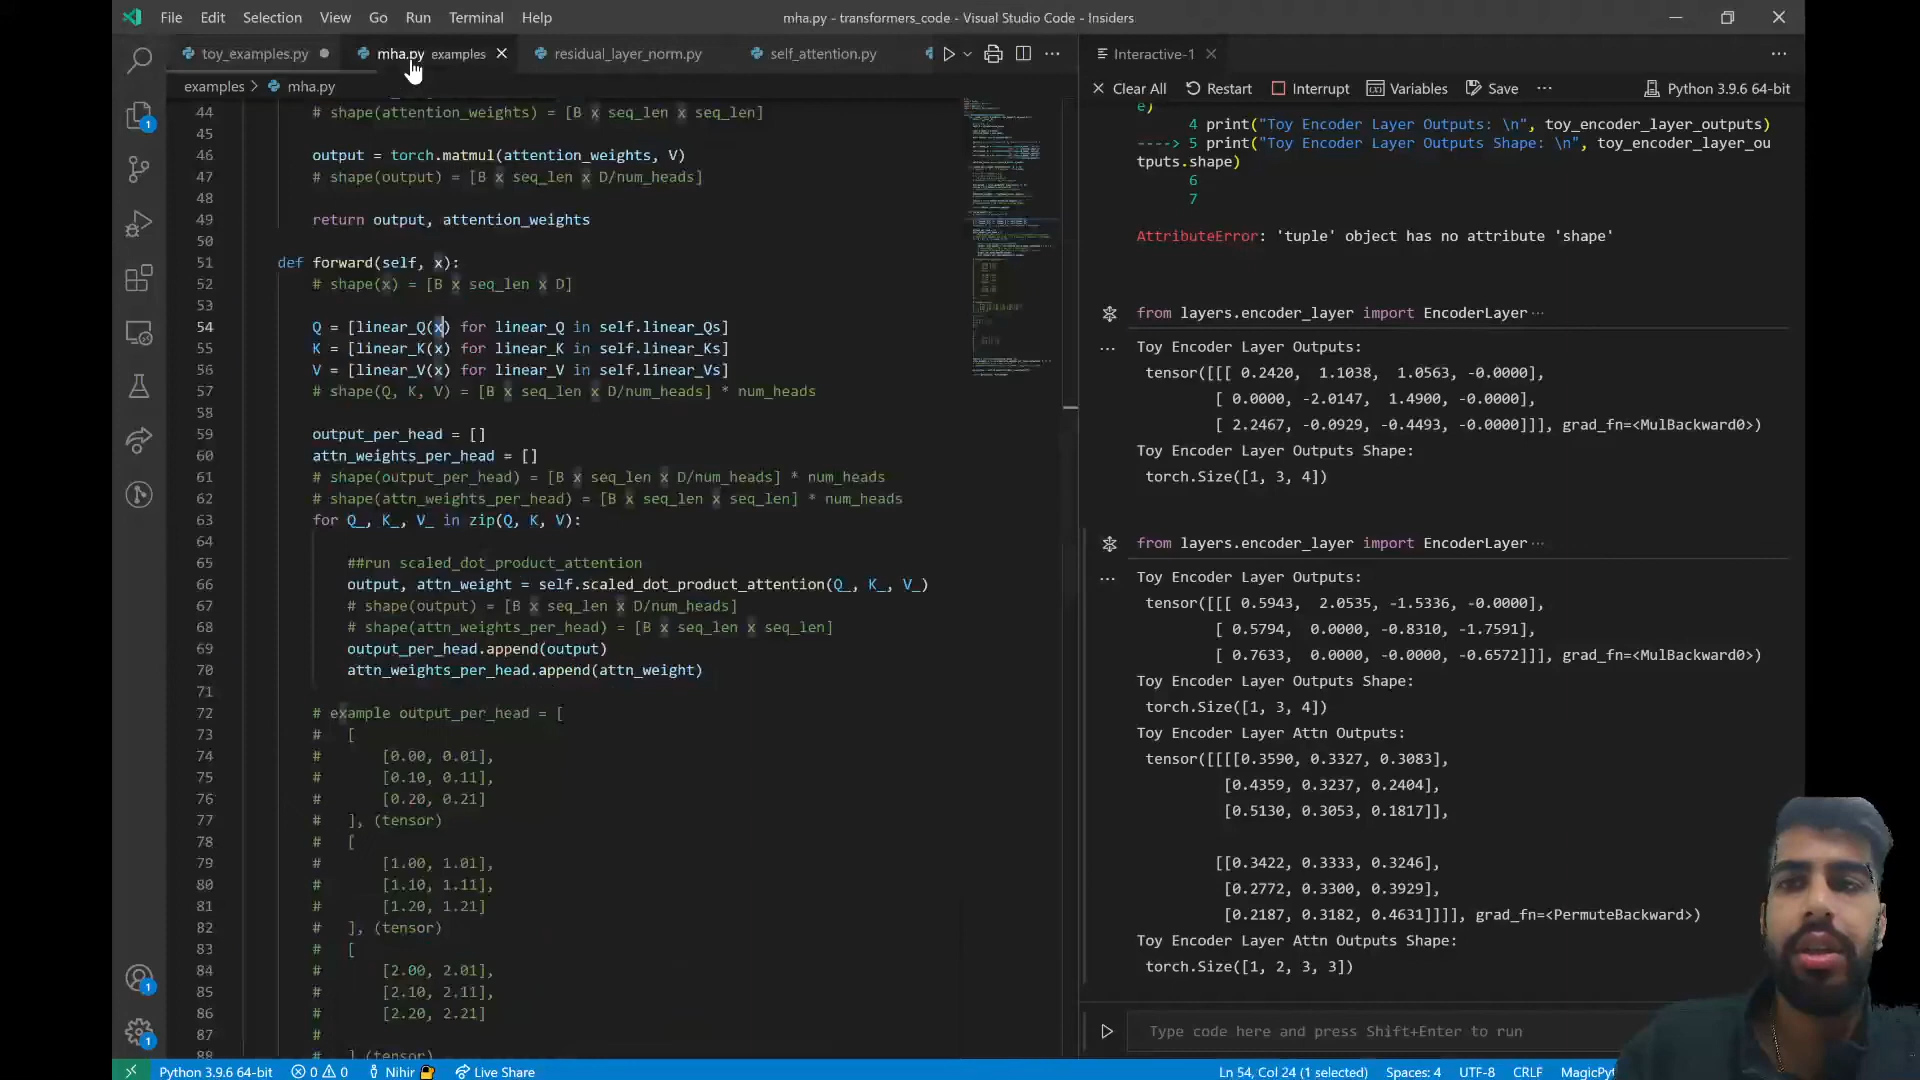 File Edit Selection View Go Run Terminal Help
mha.py - transformers_code - Visual Studio Code - Insiders
toy_examples.py
mha.py examples
residual_layer_norm.py
self_attention.py
examples > mha.py
44 # shape(attention_weights) = [B x seq_len x seq_len]
45
46 output = torch.matmul(attention_weights, V)
47 # shape(output) = [B x seq_len x D/num_heads]
48
49 return output, attention_weights
50
51 def forward(self, x):
52 # shape(x) = [B x seq_len x D]
53
54 Q = [linear_Q(x) for linear_Q in self.linear_Qs]
55 K = [linear_K(x) for linear_K in self.linear_Ks]
56 V = [linear_V(x) for linear_V in self.linear_Vs]
57 # shape(Q, K, V) = [B x seq_len x D/num_heads] * num_heads
58
59 output_per_head = []
60 attn_weights_per_head = []
61 # shape(output_per_head) = [B x seq_len x D/num_heads] * num_heads
62 # shape(attn_weights_per_head) = [B x seq_len x seq_len] * num_heads
63 for Q_, K_, V_ in zip(Q, K, V):
64
65 ##run scaled_dot_product_attention
66 output, attn_weight = self.scaled_dot_product_attention(Q_, K_, V_)
67 # shape(output) = [B x seq_len x D/num_heads]
68 # shape(attn_weights_per_head) = [B x seq_len x seq_len]
69 output_per_head.append(output)
70 attn_weights_per_head.append(attn_weight)
71
72 # example output_per_head = [
73 # [
74 # [0.00, 0.01],
75 # [0.10, 0.11],
76 # [0.20, 0.21]
77 # ], (tensor)
78 # [
79 # [1.00, 1.01],
80 # [1.10, 1.11],
81 # [1.20, 1.21]
82 # ], (tensor)
83 # [
84 # [2.00, 2.01],
85 # [2.10, 2.11],
86 # [2.20, 2.21]
87 #
88 ] (tensor)
Interactive-1
Clear All Restart Interrupt Variables Save Python 3.9.6 64-bit
e)
4 print("Toy Encoder Layer Outputs: \n", toy_encoder_layer_outputs)
----> 5 print("Toy Encoder Layer Outputs Shape: \n", toy_encoder_layer_ou
tputs.shape)
6
7
AttributeError: 'tuple' object has no attribute 'shape'
from layers.encoder_layer import EncoderLayer ···
Toy Encoder Layer Outputs:
tensor([[[ 0.2420, 1.1038, 1.0563, -0.0000],
[ 0.0000, -2.0147, 1.4900, -0.0000],
[ 2.2467, -0.0929, -0.4493, -0.0000]]], grad_fn=<MulBackward0>)
Toy Encoder Layer Outputs Shape:
torch.Size([1, 3, 4])
from layers.encoder_layer import EncoderLayer ···
Toy Encoder Layer Outputs:
tensor([[[ 0.5943, 2.0535, -1.5336, -0.0000],
[ 0.5794, 0.0000, -0.8310, -1.7591],
[ 0.7633, 0.0000, -0.0000, -0.6572]]], grad_fn=<MulBackward0>)
Toy Encoder Layer Outputs Shape:
torch.Size([1, 3, 4])
Toy Encoder Layer Attn Outputs:
tensor([[[[0.3590, 0.3327, 0.3083],
[0.4359, 0.3237, 0.2404],
[0.5130, 0.3053, 0.1817]],
[[0.3422, 0.3333, 0.3246],
[0.2772, 0.3300, 0.3929],
[0.2187, 0.3182, 0.4631]]]], grad_fn=<PermuteBackward>)
Toy Encoder Layer Attn Outputs Shape:
torch.Size([1, 2, 3, 3])
Type code here and press Shift+Enter to run
Python 3.9.6 64-bit 0 0 Nihir Live Share Ln 54, Col 24 (1 selected) Spaces: 4 UTF-8 CRLF MagicPyt